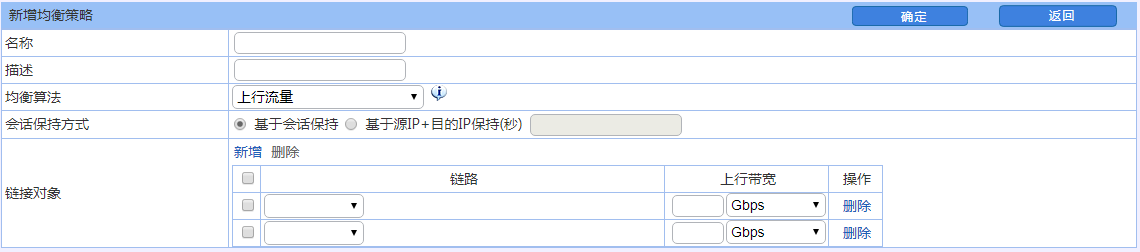 新增均衡策略 确定 返回
名称
描述
均衡算法 上行流量
会话保持方式 基于会话保持 基于源IP+目的IP保持(秒)
新增 删除
链接对象
链路 上行带宽 操作
Gbps 删除
Gbps 删除